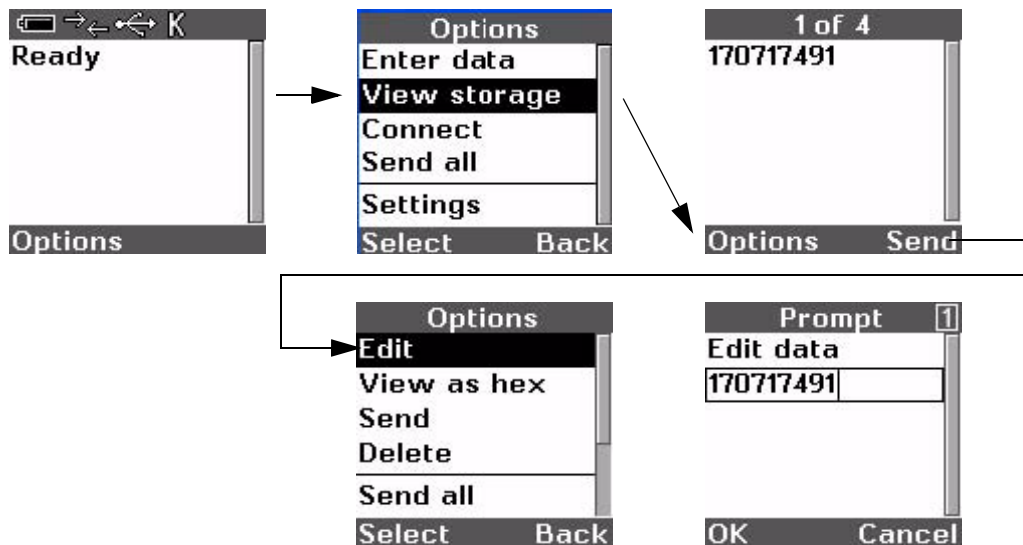 K
Ready
Options
Options
Enter data
View storage
Connect
Send all
Settings
Select Back
1 of 4
170717491
Options Send
Options
Edit
View as hex
Send
Delete
Send all
Select Back
Prompt 1
Edit data
170717491
OK Cancel